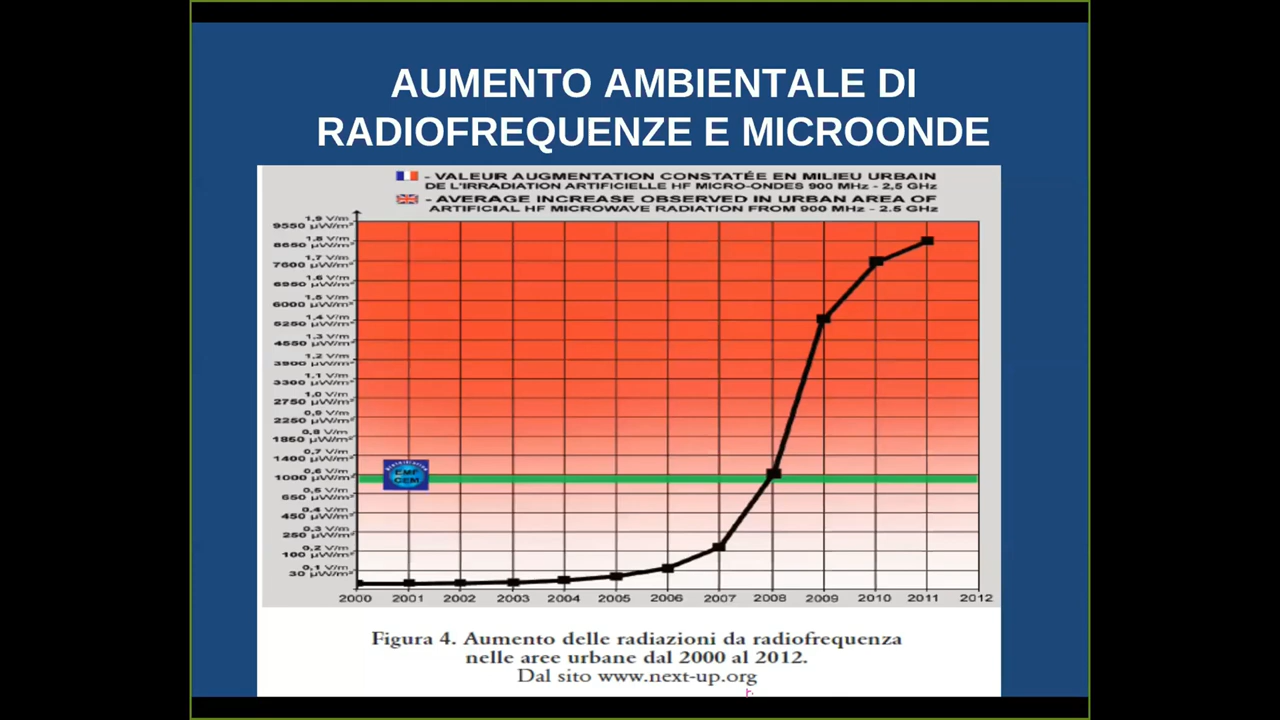 AUMENTO AMBIENTALE DI
RADIOFREQUENZE E MICROONDE
- VALEUR AUGMENTATION CONSTATÉE EN MILIEU URBAIN
DE L'IRRADIATION ARTIFICIELLE HF MICRO-ONDES 900 MHz - 2,5 GHz
- AVERAGE INCREASE OBSERVED IN URBAN AREA OF
ARTIFICIAL HF MICROWAVE RADIATION FROM 900 MHz - 2.5 GHz
1,9 V/m
9550 µW/m²
1,8 V/m
8650 µW/m²
1,7 V/m
7600 µW/m²
1,6 V/m
6950 µW/m²
1,5 V/m
6000 µW/m²
1,4 V/m
5250 µW/m²
1,3 V/m
4550 µW/m²
1,2 V/m
3900 µW/m²
1,1 V/m
3300 µW/m²
1,0 V/m
2750 µW/m²
0,9 V/m
2250 µW/m²
0,8 V/m
1850 µW/m²
0,7 V/m
1400 µW/m²
0,6 V/m
1000 µW/m²
0,5 V/m
650 µW/m²
0,4 V/m
450 µW/m²
0,3 V/m
250 µW/m²
0,2 V/m
100 µW/m²
0,1 V/m
30 µW/m²
EMF
CEM
2000 2001 2002 2003 2004 2005 2006 2007 2008 2009 2010 2011 2012
Figura 4. Aumento delle radiazioni da radiofrequenza
nelle aree urbane dal 2000 al 2012.
Dal sito www.next-up.org